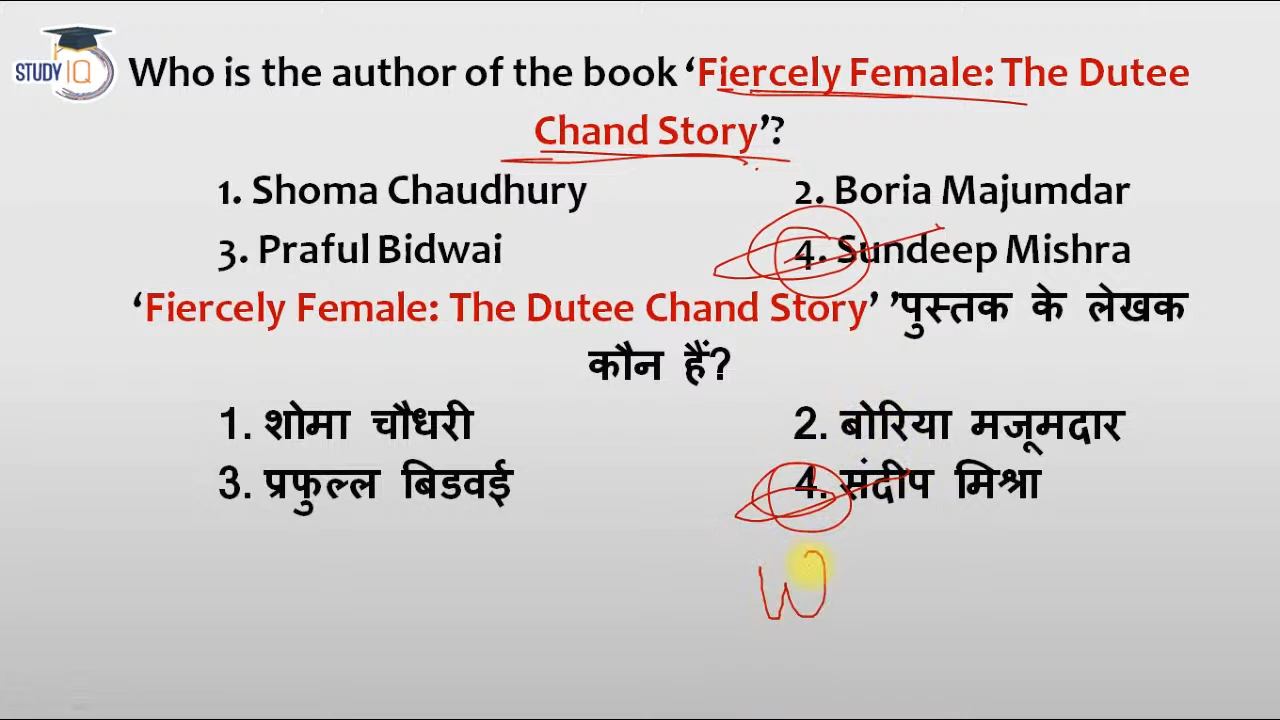 STUDY IQ
Who is the author of the book ‘Fiercely Female: The Dutee
Chand Story’?
1. Shoma Chaudhury 2. Boria Majumdar
3. Praful Bidwai 4. Sundeep Mishra
‘Fiercely Female: The Dutee Chand Story’ ’पुस्तक के लेखक
कौन हैं?
1. शोमा चौधरी 2. बोरिया मजूमदार
3. प्रफुल्ल बिडवई 4. संदीप मिश्रा